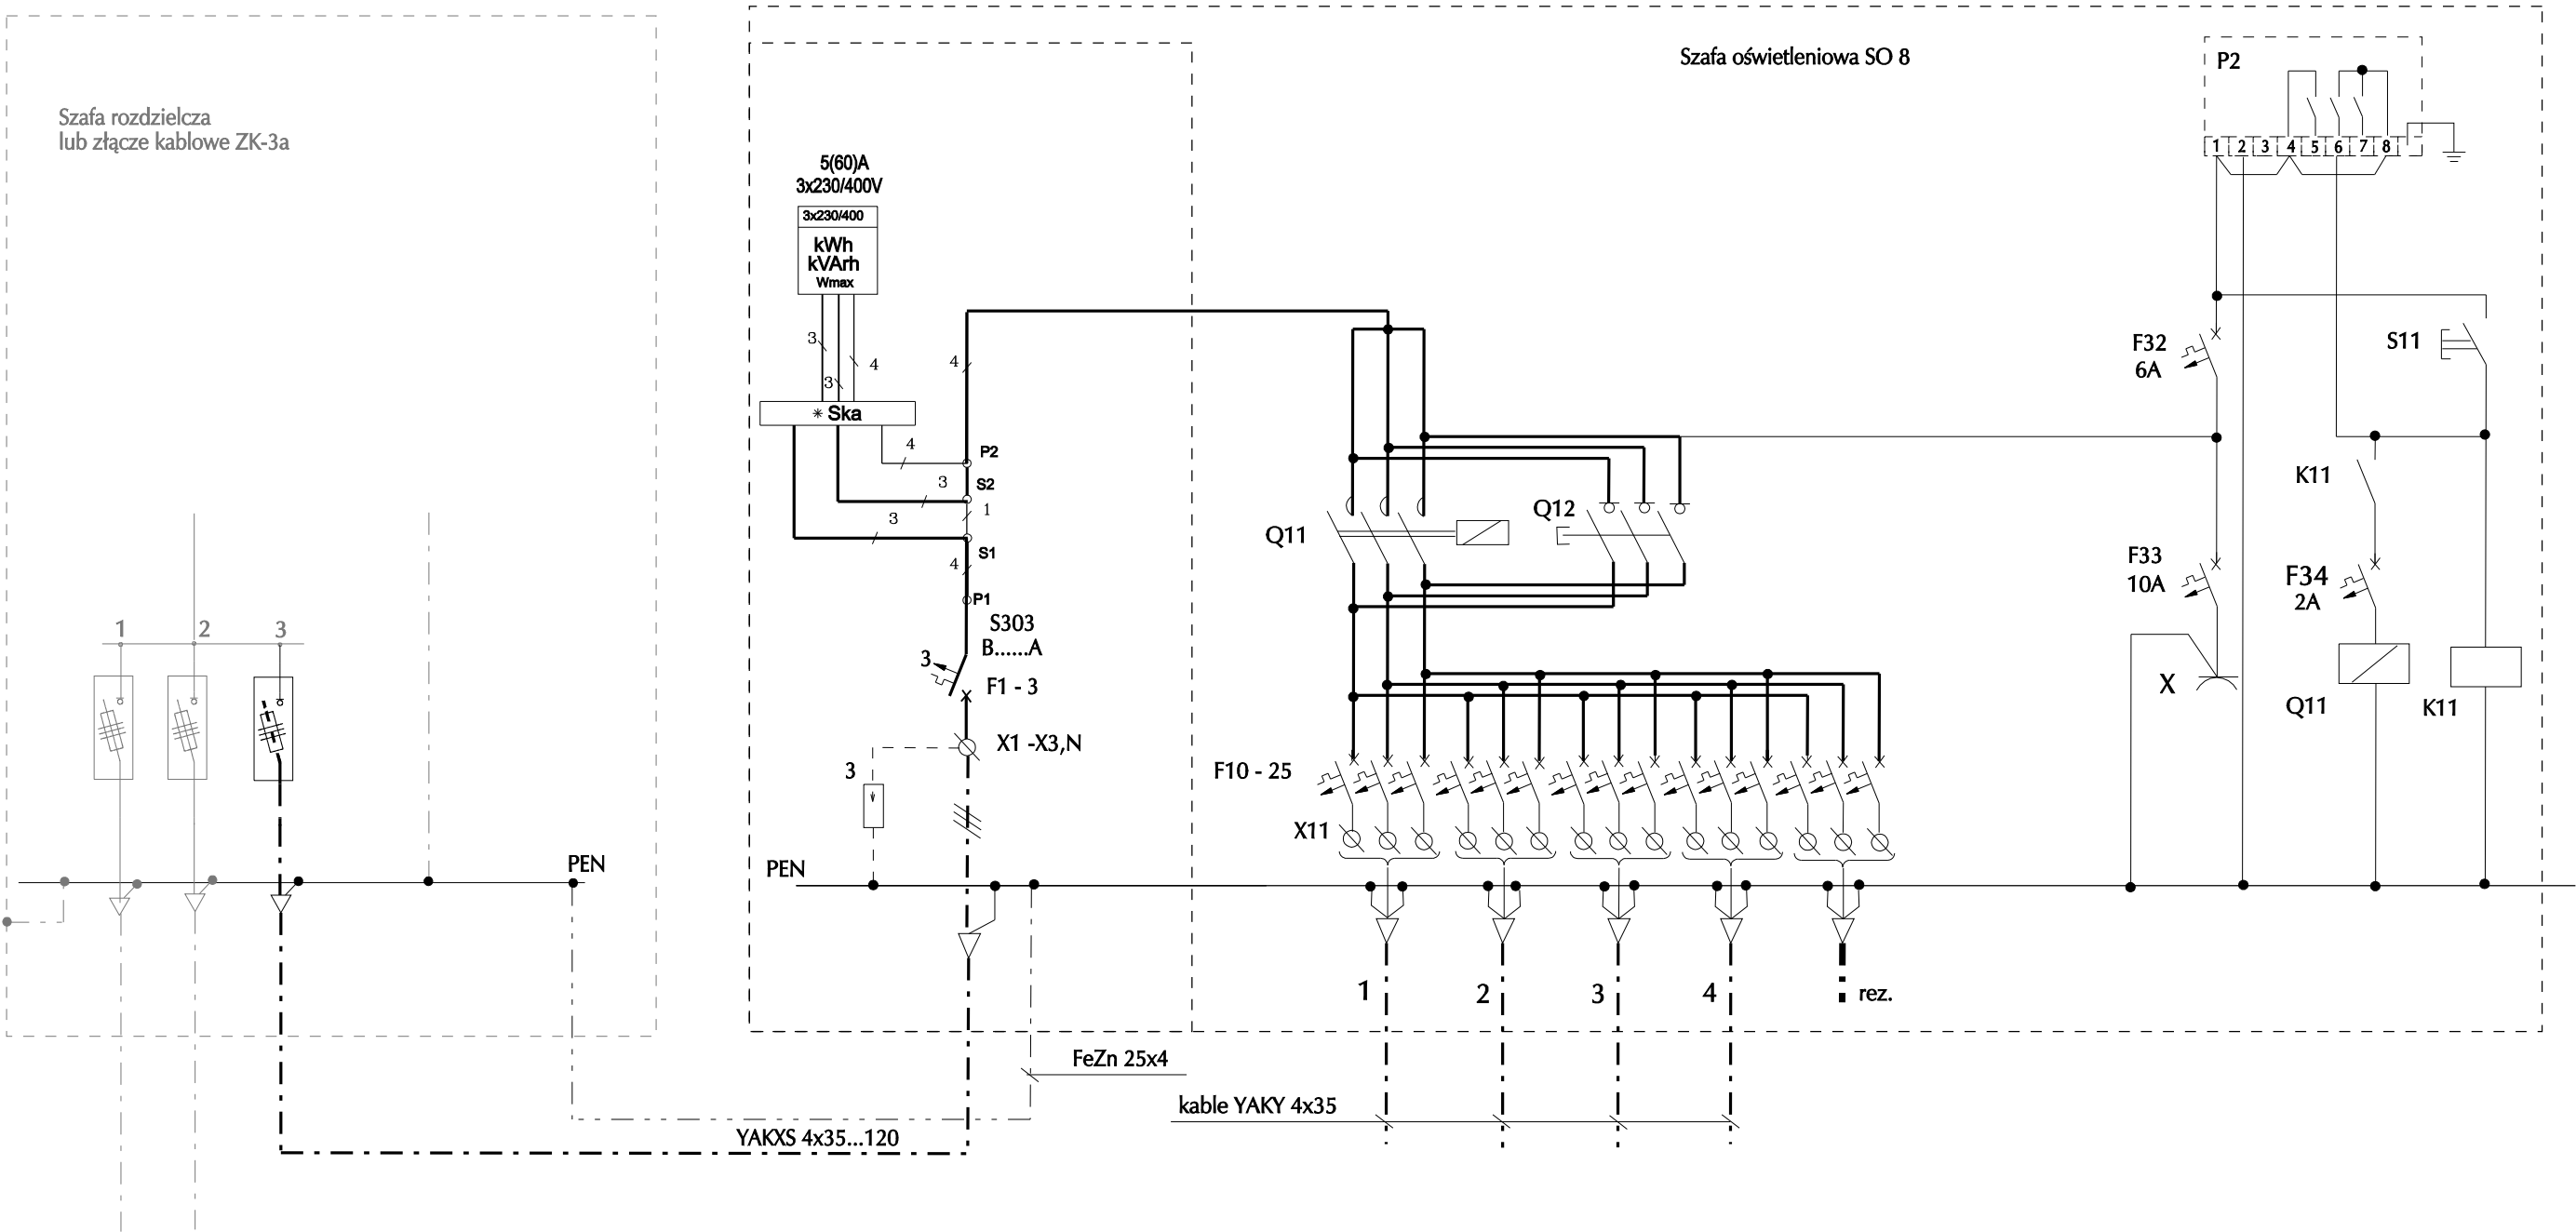 Szafa rozdzielcza
lub złącze kablowe ZK-3a
1
2
3
PEN
5(60)A
3x230/400V
3x230/400
kWh
kVArh
Wmax
3
3
4
* Ska
4
4
P2
3
S2
1
3
S1
4
P1
S303
B......A
3
F1 - 3
X1 -X3,N
3
PEN
FeZn 25x4
YAKXS 4x35...120
kable YAKY 4x35
Szafa oświetleniowa SO 8
Q11
Q12
F10 - 25
X11
1
2
3
4
rez.
P2
1 2 3 4 5 6 7 8
F32
6A
S11
K11
F33
10A
F34
2A
X
Q11
K11